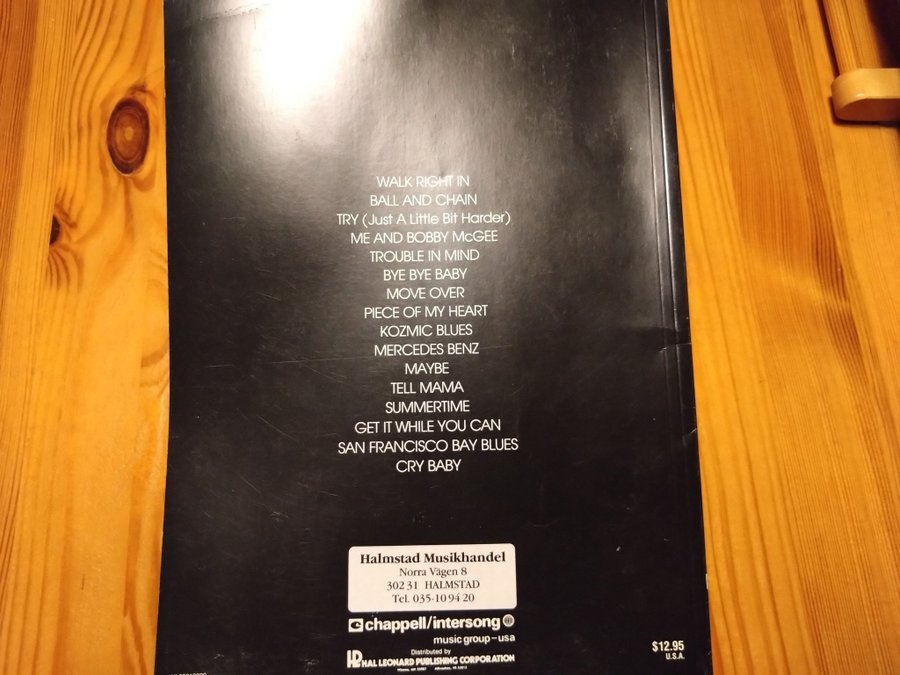 WALK RIGHT IN
BALL AND CHAIN
TRY (Just A Little Bit Harder)
ME AND BOBBY McGEE
TROUBLE IN MIND
BYE BYE BABY
MOVE OVER
PIECE OF MY HEART
KOZMIC BLUES
MERCEDES BENZ
MAYBE
TELL MAMA
SUMMERTIME
GET IT WHILE YOU CAN
SAN FRANCISCO BAY BLUES
CRY BABY
Halmstad Musikhandel
Norra Vägen 8
302 31 HALMSTAD
Tel. 035-10 94 20
chappell/intersong
music group-usa
Distributed by
HAL LEONARD PUBLISHING CORPORATION
$12.95
U.S.A.